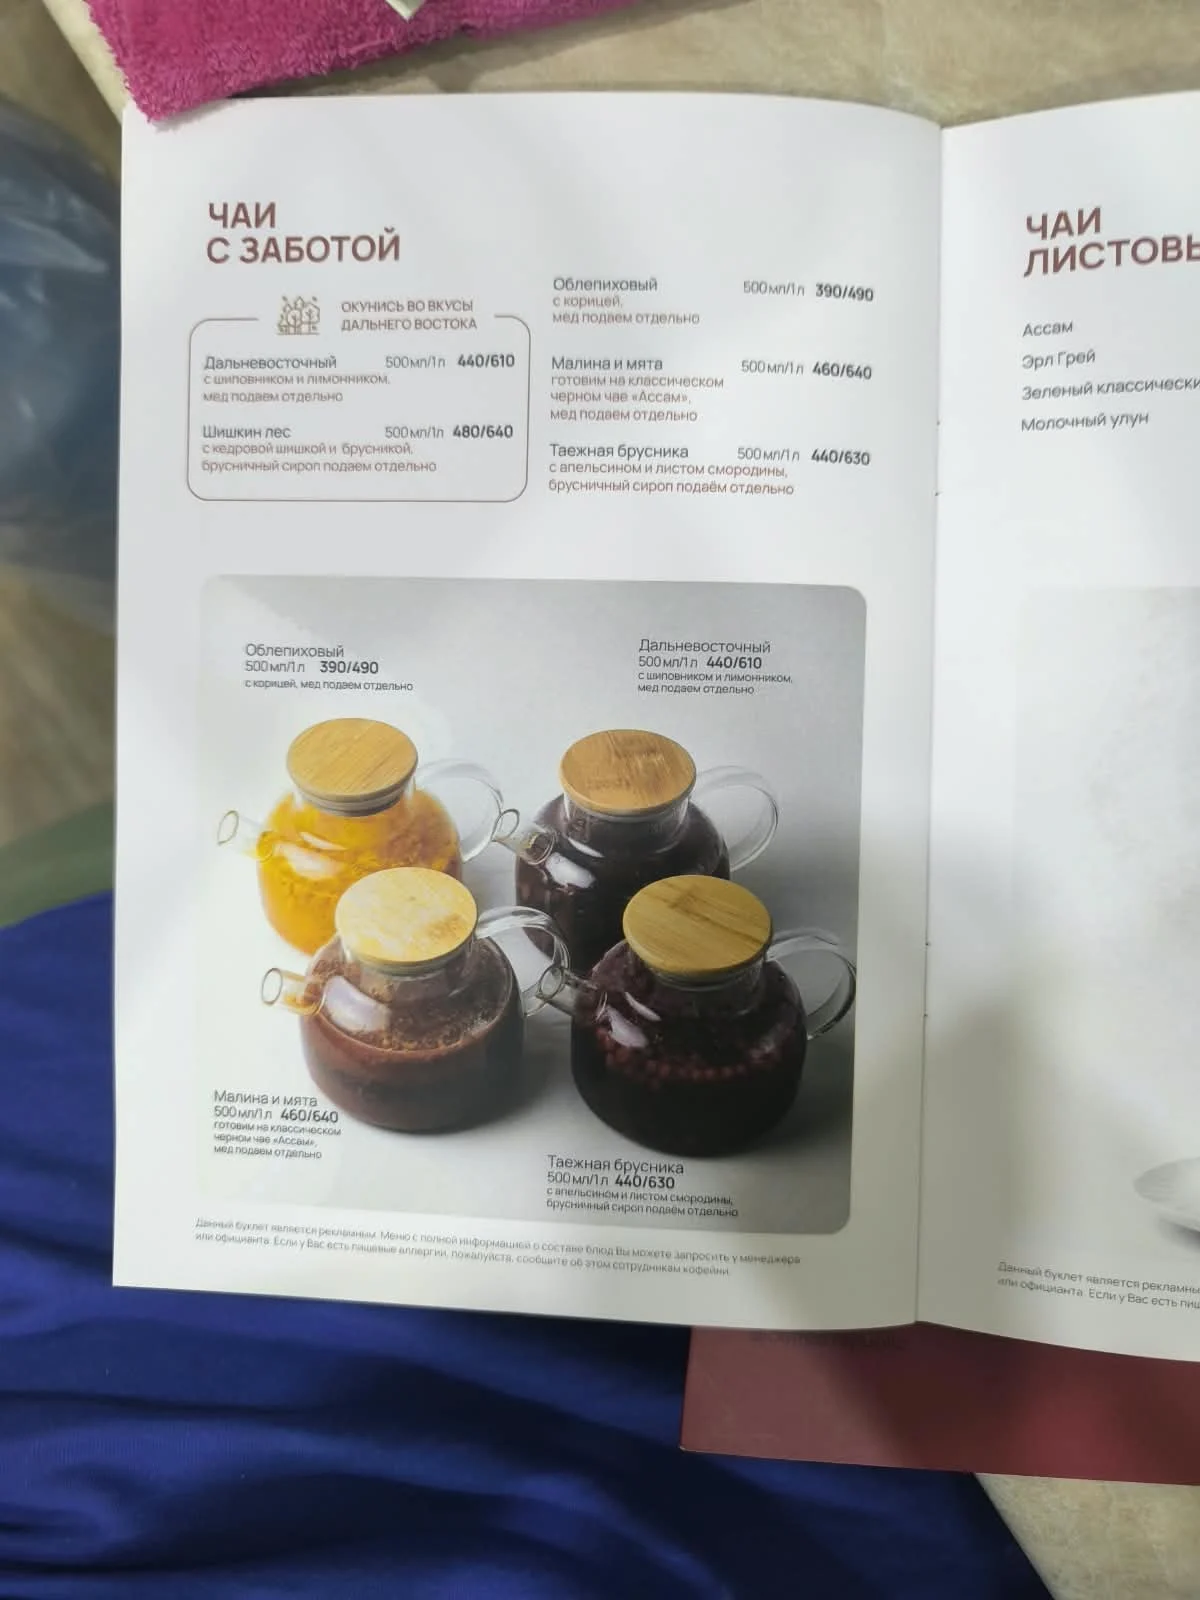 ЧАИ
С ЗАБОТОЙ
ОКУНИСЬ ВО ВКУСЫ
ДАЛЬНЕГО ВОСТОКА
Дальневосточный 500мл/1л 440/610
с шиповником и лимонником,
мед подаем отдельно
Шишкин лес 500мл/1л 480/640
с кедровой шишкой и брусникой,
брусничный сироп подаем отдельно
Облепиховый 500мл/1л 390/490
с корицей,
мед подаем отдельно
Малина и мята 500мл/1л 460/640
готовим на классическом
черном чае «Ассам»,
мед подаем отдельно
Таежная брусника 500мл/1л 440/630
с апельсином и листом смородины,
брусничный сироп подаём отдельно
Облепиховый
500мл/1л 390/490
с корицей, мед подаем отдельно
Дальневосточный
500мл/1л 440/610
с шиповником и лимонником,
мед подаем отдельно
Малина и мята
500мл/1л 460/640
готовим на классическом
черном чае «Ассам»,
мед подаем отдельно
Таежная брусника
500мл/1л 440/630
с апельсином и листом смородины,
брусничный сироп подаём отдельно
Данный буклет является рекламным. Меню с полной информацией о составе блюд Вы можете запросить у менеджера
или официанта. Если у Вас есть пищевые аллергии, пожалуйста, сообщите об этом сотрудникам кофейни.
ЧАИ
ЛИСТОВЫ
Ассам
Эрл Грей
Зеленый классически
Молочный улун
Данный буклет является рекламны
или официанта. Если у Вас есть пищ